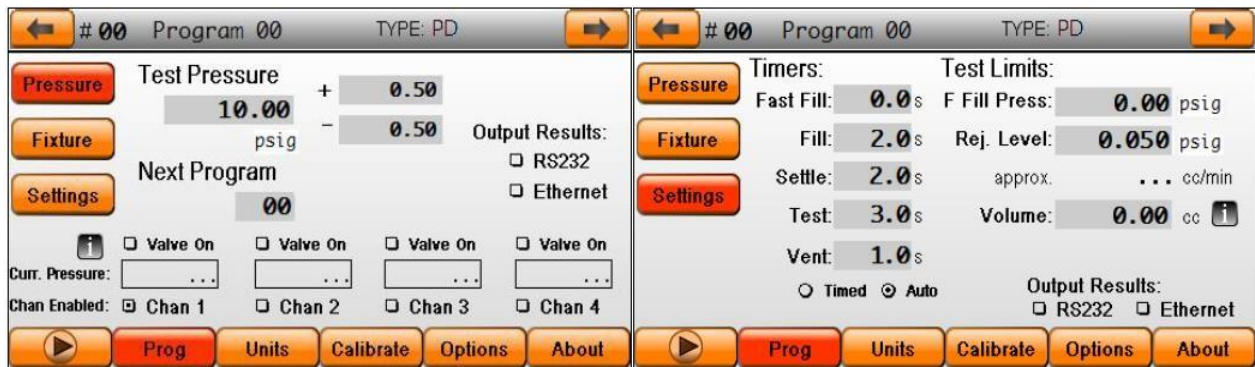 # 00 Program 00 TYPE: PD
Pressure
Test Pressure
+ 0.50
10.00
- 0.50
psig
Fixture
Output Results:
RS232
Next Program
Ethernet
Settings
00
i
Valve On Valve On Valve On Valve On
Curr. Pressure: ... ... ... ...
Chan Enabled: Chan 1 Chan 2 Chan 3 Chan 4
Prog Units Calibrate Options About
# 00 Program 00 TYPE: PD
Pressure
Fixture
Settings
Timers:
Fast Fill: 0.0 s
Fill: 2.0 s
Settle: 2.0 s
Test: 3.0 s
Vent: 1.0 s
Timed Auto
Test Limits:
F Fill Press: 0.00 psig
Rej. Level: 0.050 psig
approx. ... cc/min
Volume: 0.00 cc i
Output Results:
RS232 Ethernet
Prog Units Calibrate Options About